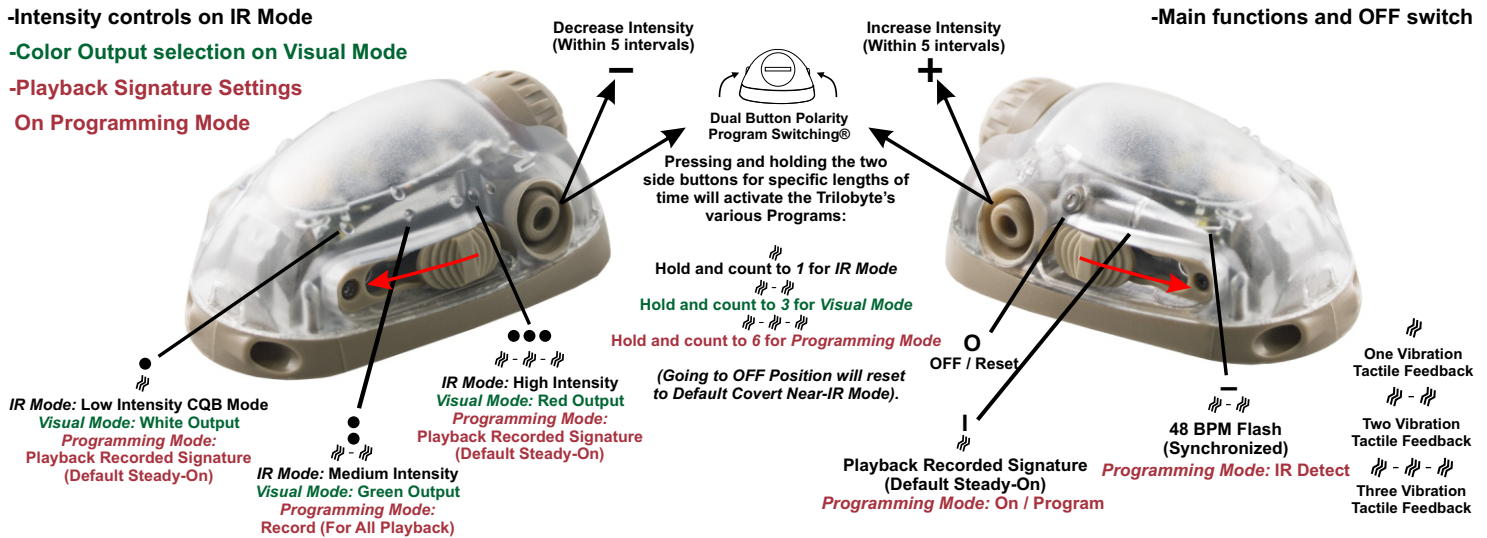 -Intensity controls on IR Mode
-Color Output selection on Visual Mode
-Playback Signature Settings
On Programming Mode
Decrease Intensity
(Within 5 intervals)
–
Dual Button Polarity
Program Switching®
Increase Intensity
(Within 5 intervals)
+
-Main functions and OFF switch
Pressing and holding the two
side buttons for specific lengths of
time will activate the Trilobyte's
various Programs:
Hold and count to 1 for IR Mode
Hold and count to 3 for Visual Mode
Hold and count to 6 for Programming Mode
(Going to OFF Position will reset
to Default Covert Near-IR Mode).
IR Mode: Low Intensity CQB Mode
Visual Mode: White Output
Programming Mode:
Playback Recorded Signature
(Default Steady-On)
IR Mode: Medium Intensity
Visual Mode: Green Output
Programming Mode:
Record (For All Playback)
IR Mode: High Intensity
Visual Mode: Red Output
Programming Mode:
Playback Recorded Signature
(Default Steady-On)
O
OFF / Reset
I
Playback Recorded Signature
(Default Steady-On)
Programming Mode: On / Program
–
48 BPM Flash
(Synchronized)
Programming Mode: IR Detect
One Vibration
Tactile Feedback
Two Vibration
Tactile Feedback
Three Vibration
Tactile Feedback